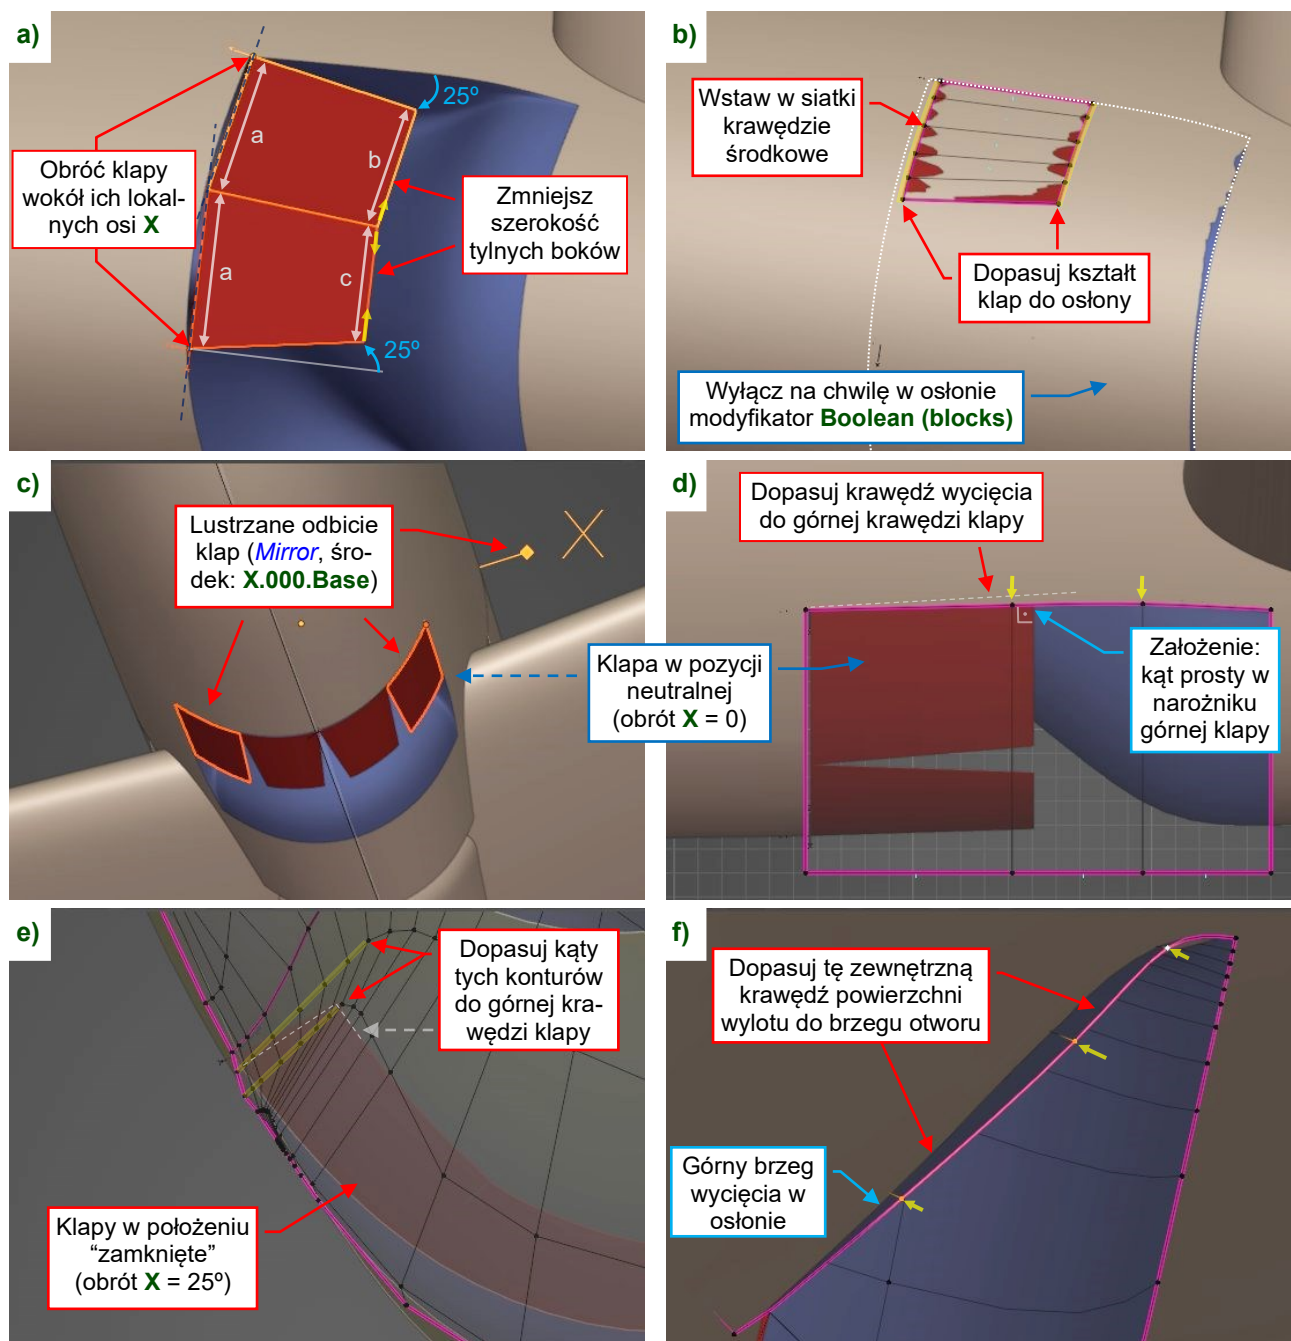 a)
25º
a
b
Obróć klapy
wokół ich lokal-
nych osi X
Zmniejsz
szerokość
tylnych boków
a
c
25º
b)
Wstaw w siatki
krawędzie
środkowe
Dopasuj kształt
klap do osłony
Wyłącz na chwilę w osłonie
modyfikator Boolean (blocks)
c)
Lustrzane odbicie
klap (Mirror, śro-
dek: X.000.Base)
Klapa w pozycji
neutralnej
(obrót X = 0)
d)
Dopasuj krawędź wycięcia
do górnej krawędzi klapy
Założenie:
kąt prosty w
narożniku
górnej klapy
e)
Dopasuj kąty
tych konturów
do górnej kra-
wędzi klapy
Klapy w położeniu
“zamknięte”
(obrót X = 25º)
f)
Dopasuj tę zewnętrzną
krawędź powierzchni
wylotu do brzegu otworu
Górny brzeg
wycięcia w
osłonie